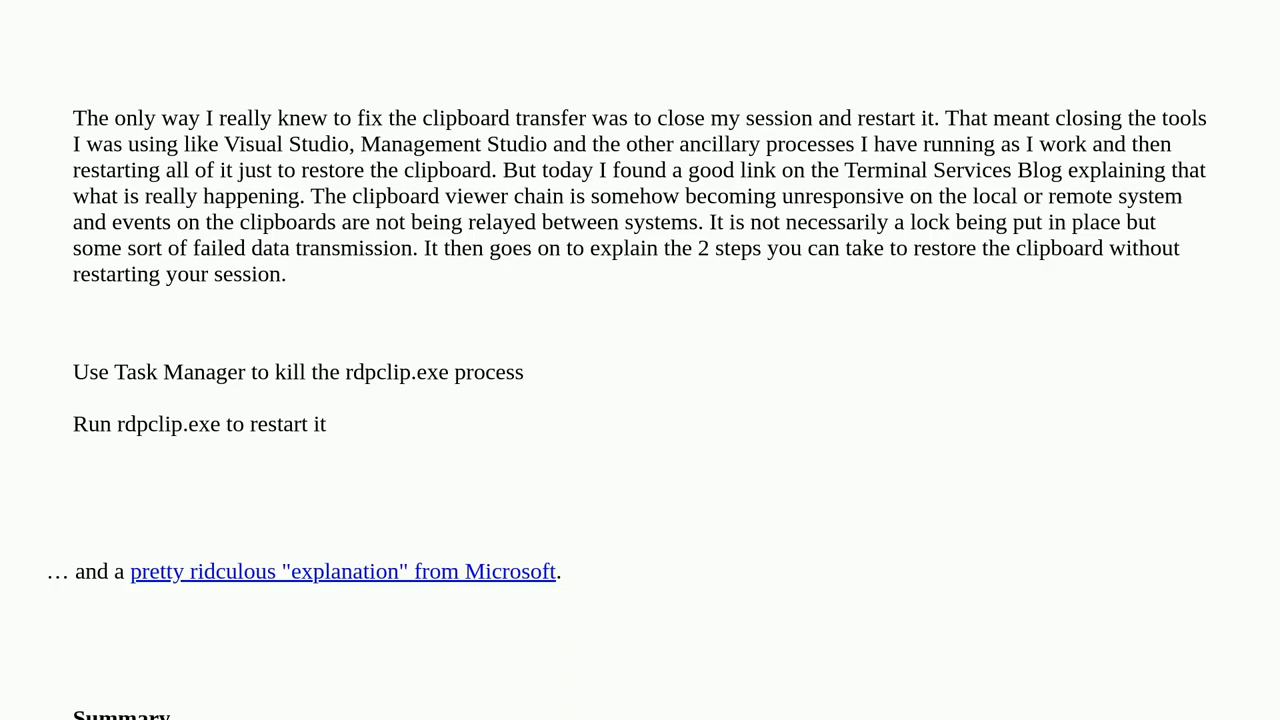 The only way I really knew to fix the clipboard transfer was to close my session and restart it. That meant closing the tools
I was using like Visual Studio, Management Studio and the other ancillary processes I have running as I work and then
restarting all of it just to restore the clipboard. But today I found a good link on the Terminal Services Blog explaining that
what is really happening. The clipboard viewer chain is somehow becoming unresponsive on the local or remote system
and events on the clipboards are not being relayed between systems. It is not necessarily a lock being put in place but
some sort of failed data transmission. It then goes on to explain the 2 steps you can take to restore the clipboard without
restarting your session.
Use Task Manager to kill the rdpclip.exe process
Run rdpclip.exe to restart it
… and a pretty ridculous "explanation" from Microsoft.
Summary